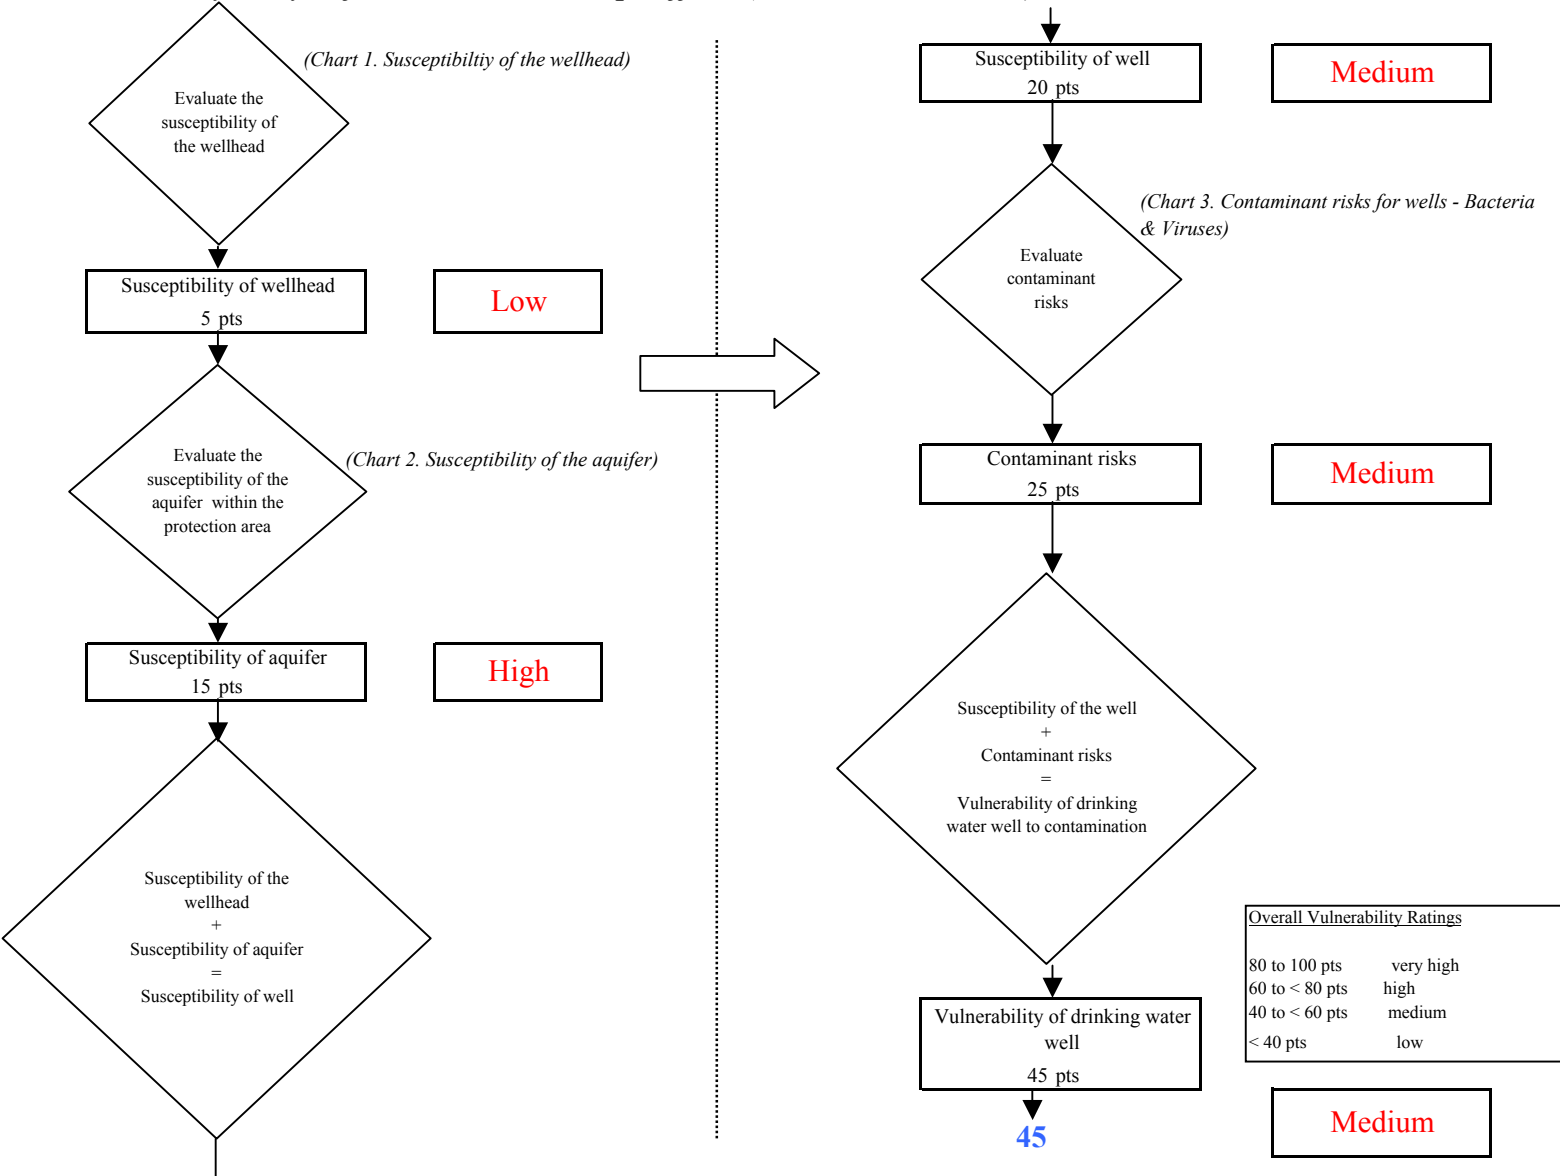 (Chart 1. Susceptibiltiy of the wellhead)
Evaluate the
susceptibility of
the wellhead
Susceptibility of wellhead
5 pts
Low
(Chart 2. Susceptibility of the aquifer)
Evaluate the
susceptibility of the
aquifer within the
protection area
Susceptibility of aquifer
15 pts
High
Susceptibility of the
wellhead
+
Susceptibility of aquifer
=
Susceptibility of well
Susceptibility of well
20 pts
Medium
(Chart 3. Contaminant risks for wells - Bacteria
& Viruses)
Evaluate
contaminant
risks
Contaminant risks
25 pts
Medium
Susceptibility of the well
+
Contaminant risks
=
Vulnerability of drinking
water well to contamination
Overall Vulnerability Ratings
80 to 100 pts very high
60 to < 80 pts high
40 to < 60 pts medium
< 40 pts low
Vulnerability of drinking water
well
45 pts
45
Medium